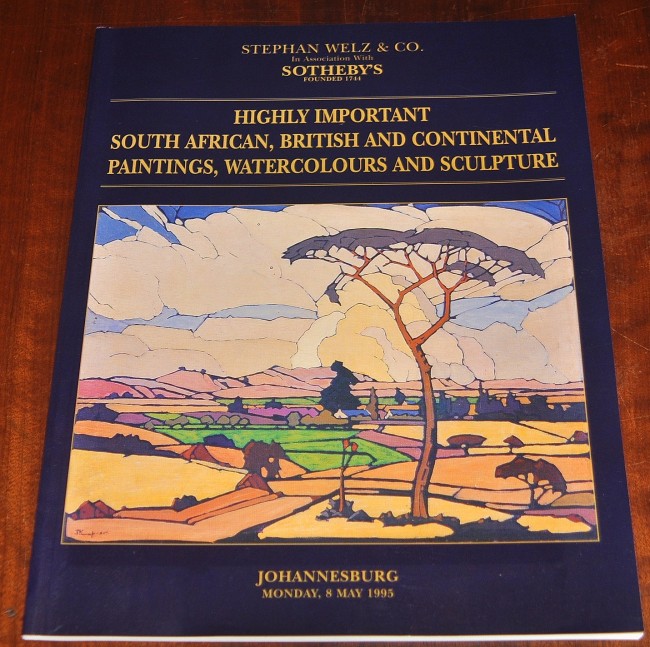 STEPHAN WELZ & CO.
In Association With
SOTHEBY'S
FOUNDED 1744
HIGHLY IMPORTANT
SOUTH AFRICAN, BRITISH AND CONTINENTAL
PAINTINGS, WATERCOLOURS AND SCULPTURE
JOHANNESBURG
MONDAY, 8 MAY 1995